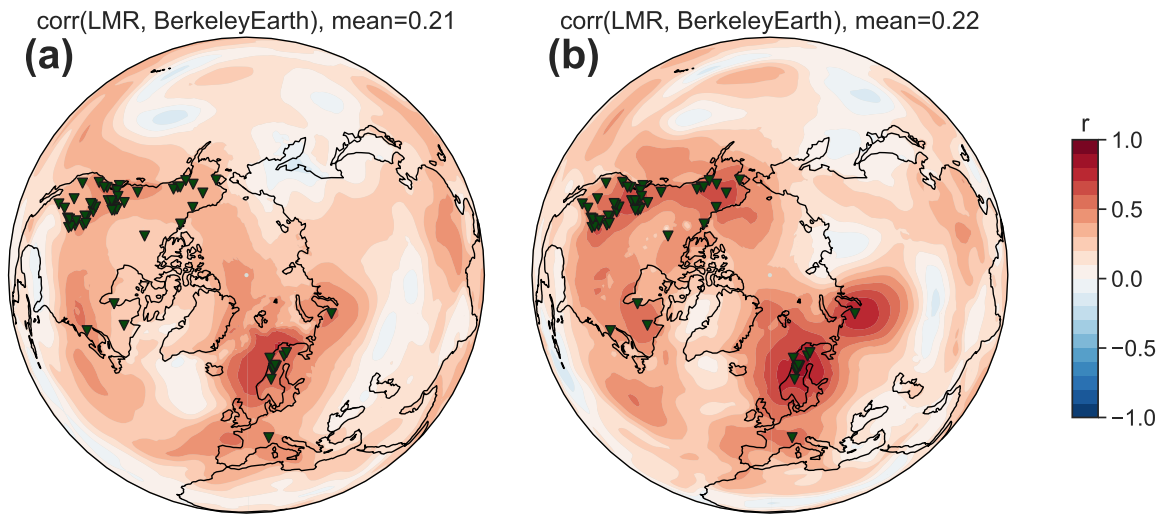 corr(LMR, BerkeleyEarth), mean=0.21
(a)
corr(LMR, BerkeleyEarth), mean=0.22
(b)
r
1.0
0.5
0.0
−0.5
−1.0